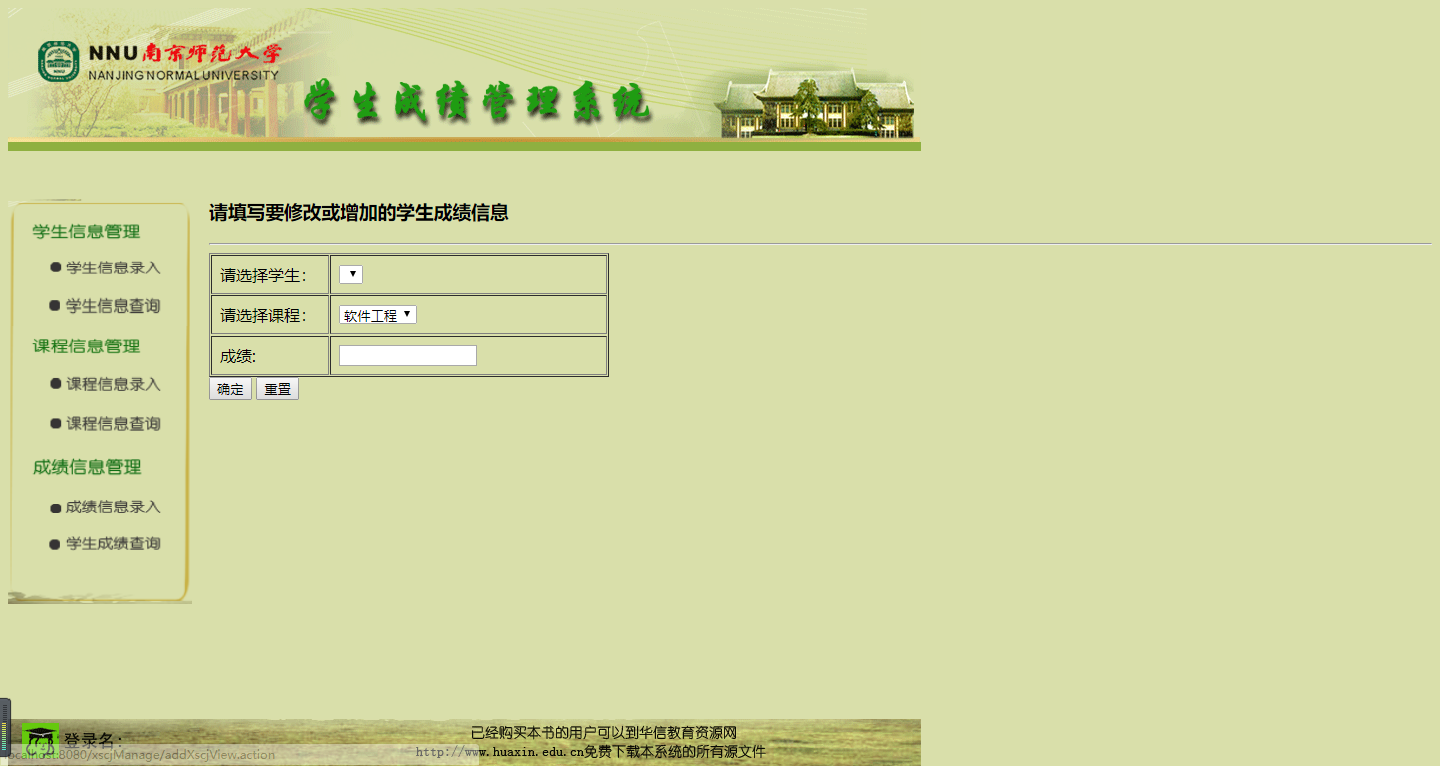 NNU南京师范大学
NANJING NORMAL UNIVERSITY
学生成绩管理系统
学生信息管理
学生信息录入
学生信息查询
课程信息管理
课程信息录入
课程信息查询
成绩信息管理
成绩信息录入
学生成绩查询
请填写要修改或增加的学生成绩信息
请选择学生:
请选择课程:
软件工程
成绩:
确定 重置
登录名:
ocalhost:8080/xscjManage/addXscjView.action
已经购买本书的用户可以到华信教育资源网
http://www.huaxin.edu.cn免费下载本系统的所有源文件